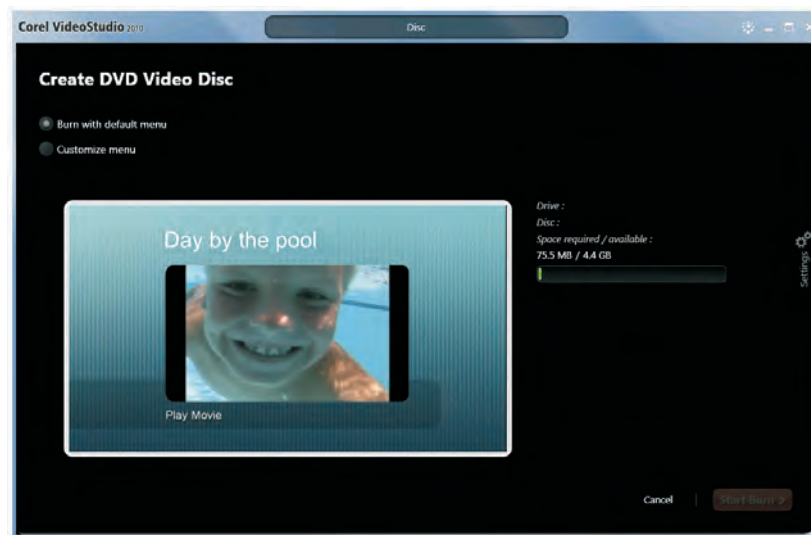 Corel VideoStudio 2010
Disc
Create DVD Video Disc
Burn with default menu
Customize menu
Day by the pool
Play Movie
Drive :
Disc :
Space required / available :
75.5 MB / 4.4 GB
Settings
Cancel
Start Burn >